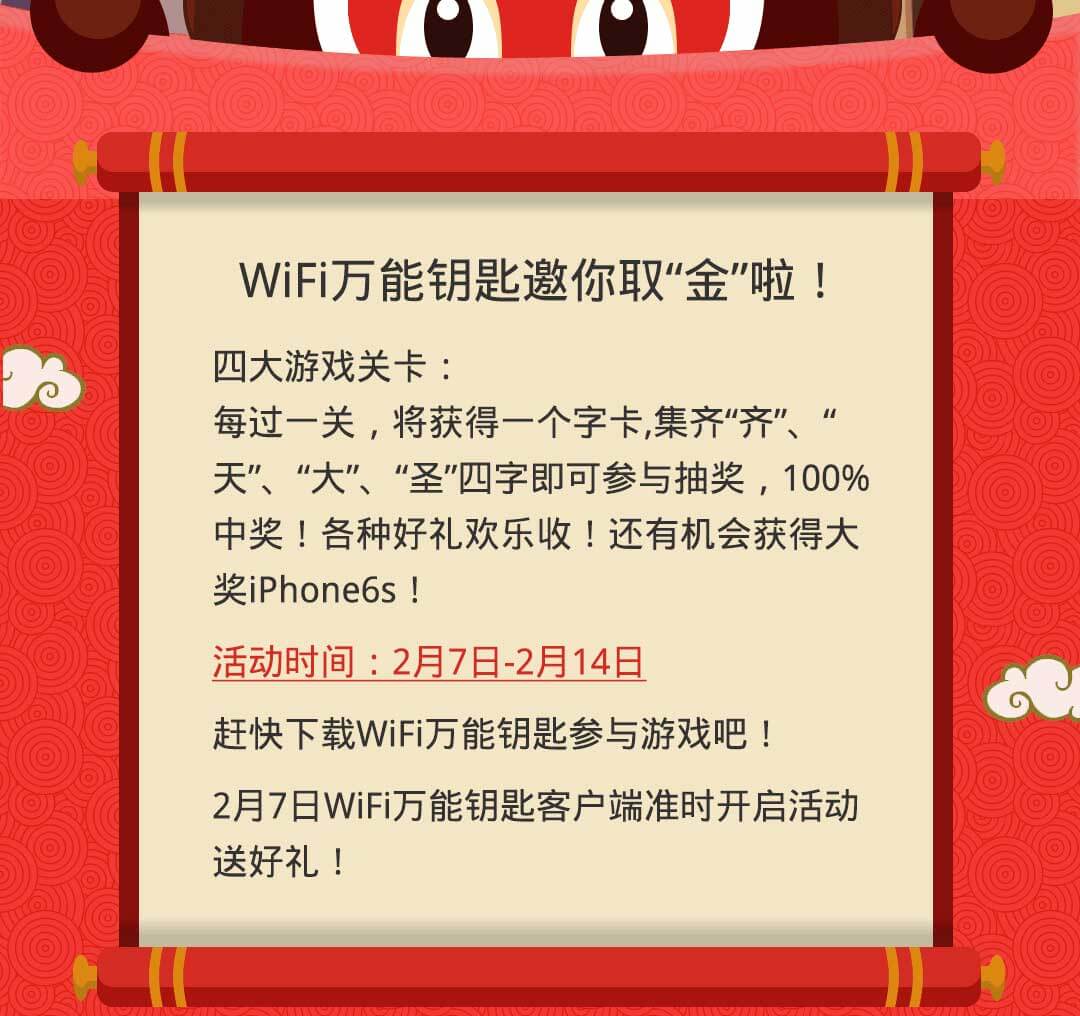 WiFi万能钥匙邀你取“金”啦！
四大游戏关卡：
每过一关，将获得一个字卡,集齐“齐”、“
天”、“大”、“圣”四字即可参与抽奖，100%
中奖！各种好礼欢乐收！还有机会获得大
奖iPhone6s！
活动时间：2月7日-2月14日
赶快下载WiFi万能钥匙参与游戏吧！
2月7日WiFi万能钥匙客户端准时开启活动
送好礼！